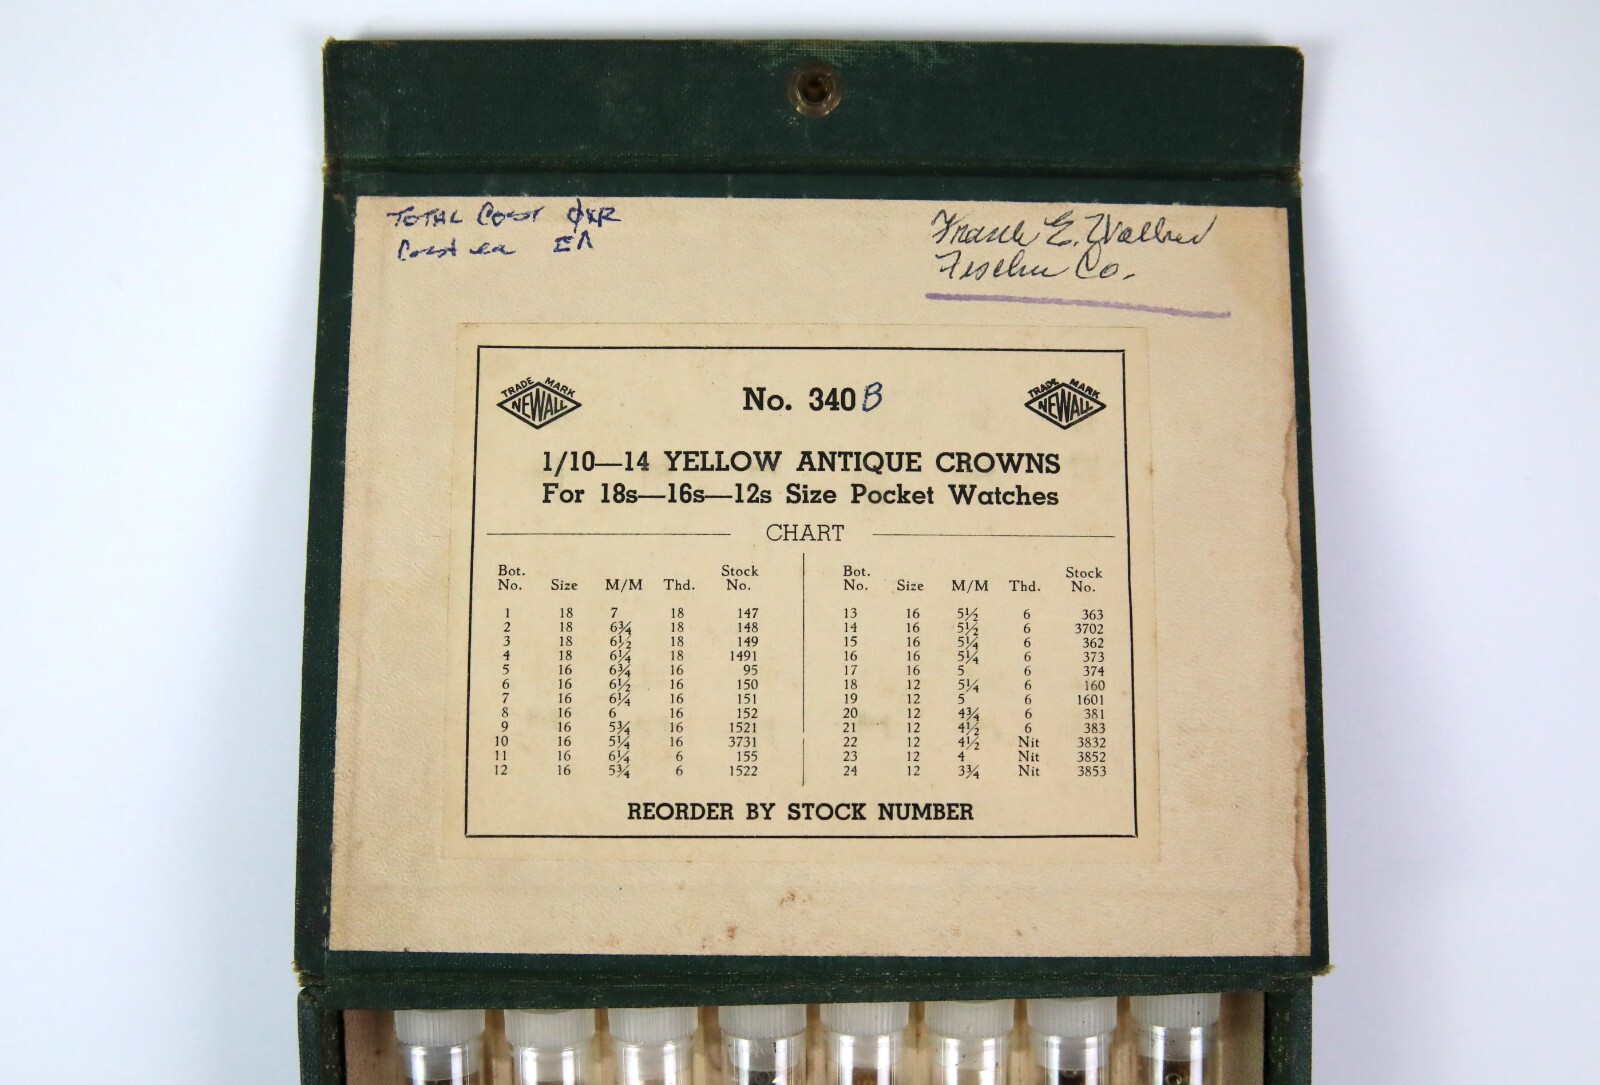 TOTAL Cost
Cost ea
Frank E.
Co.
TRADE MARK
NEWALL
No. 340 B
TRADE MARK
NEWALL
1/10—14 YELLOW ANTIQUE CROWNS
For 18s—16s—12s Size Pocket Watches
CHART
Bot. No. Size M/M Thd. Stock No.
1 18 7 18 147
2 18 6¾ 18 148
3 18 6½ 18 149
4 18 6¼ 18 1491
5 16 6¾ 16 95
6 16 6½ 16 150
7 16 6¼ 16 151
8 16 6 16 152
9 16 5¾ 16 1521
10 16 5¼ 16 3731
11 16 6¼ 6 155
12 16 5¾ 6 1522
Bot. No. Size M/M Thd. Stock No.
13 16 5½ 6 363
14 16 5½ 6 3702
15 16 5¼ 6 362
16 16 5¼ 6 373
17 16 5 6 374
18 12 5¼ 6 160
19 12 5 6 1601
20 12 4¾ 6 381
21 12 4½ 6 383
22 12 4½ Nit 3832
23 12 4 Nit 3852
24 12 3¾ Nit 3853
REORDER BY STOCK NUMBER